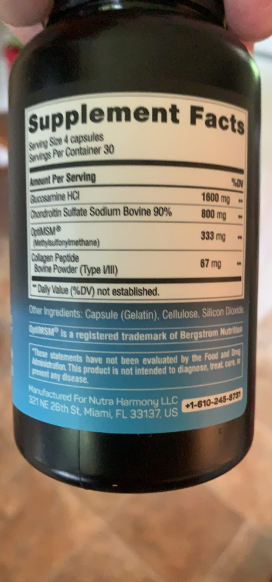 Supplement Facts
Serving Size 4 capsules
Servings Per Container 30
Amount Per Serving %DV
Glucosamine HCl 1600 mg **
Chondroitin Sulfate Sodium Bovine 90% 800 mg **
OptiMSM® 333 mg **
(Methylsulfonylmethane)
Collagen Peptide 67 mg **
Bovine Powder (Type I/III)
** Daily Value (%DV) not established.
Other Ingredients: Capsule (Gelatin), Cellulose, Silicon Dioxide
OptiMSM® is a registered trademark of Bergstrom Nutrition
*These statements have not been evaluated by the Food and Drug
Administration. This product is not intended to diagnose, treat, cure, or
prevent any disease.
Manufactured For Nutra Harmony LLC
321 NE 26th St, Miami, FL 33137, US +1-610-245-8731